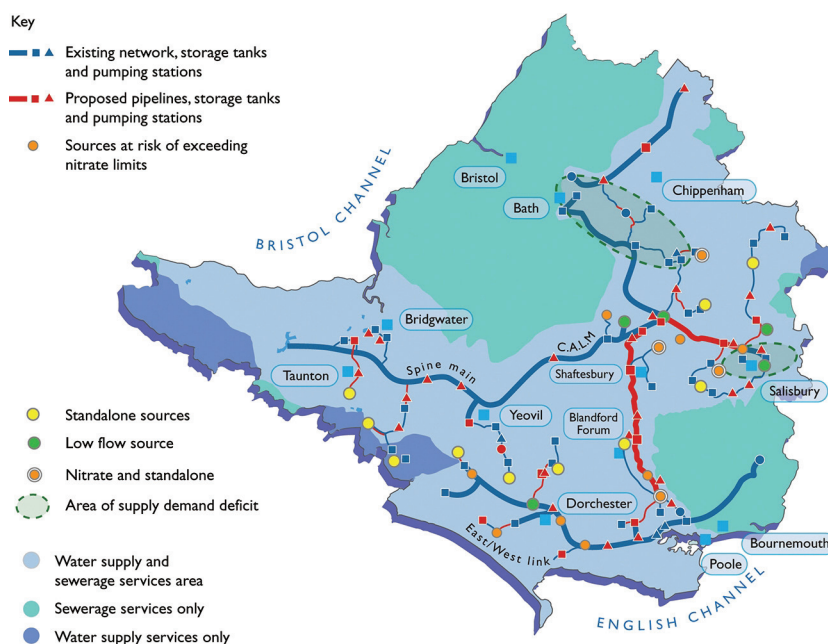 Key
Existing network, storage tanks
and pumping stations
Proposed pipelines, storage tanks
and pumping stations
Sources at risk of exceeding
nitrate limits
BRISTOL CHANNEL
Bristol
Bath
Chippenham
Bridgwater
Taunton
Spine main
C.A.L.M
Shaftesbury
Salisbury
Yeovil
Blandford
Forum
Dorchester
East/West link
Bournemouth
Poole
ENGLISH CHANNEL
Standalone sources
Low flow source
Nitrate and standalone
Area of supply demand deficit
Water supply and
sewerage services area
Sewerage services only
Water supply services only